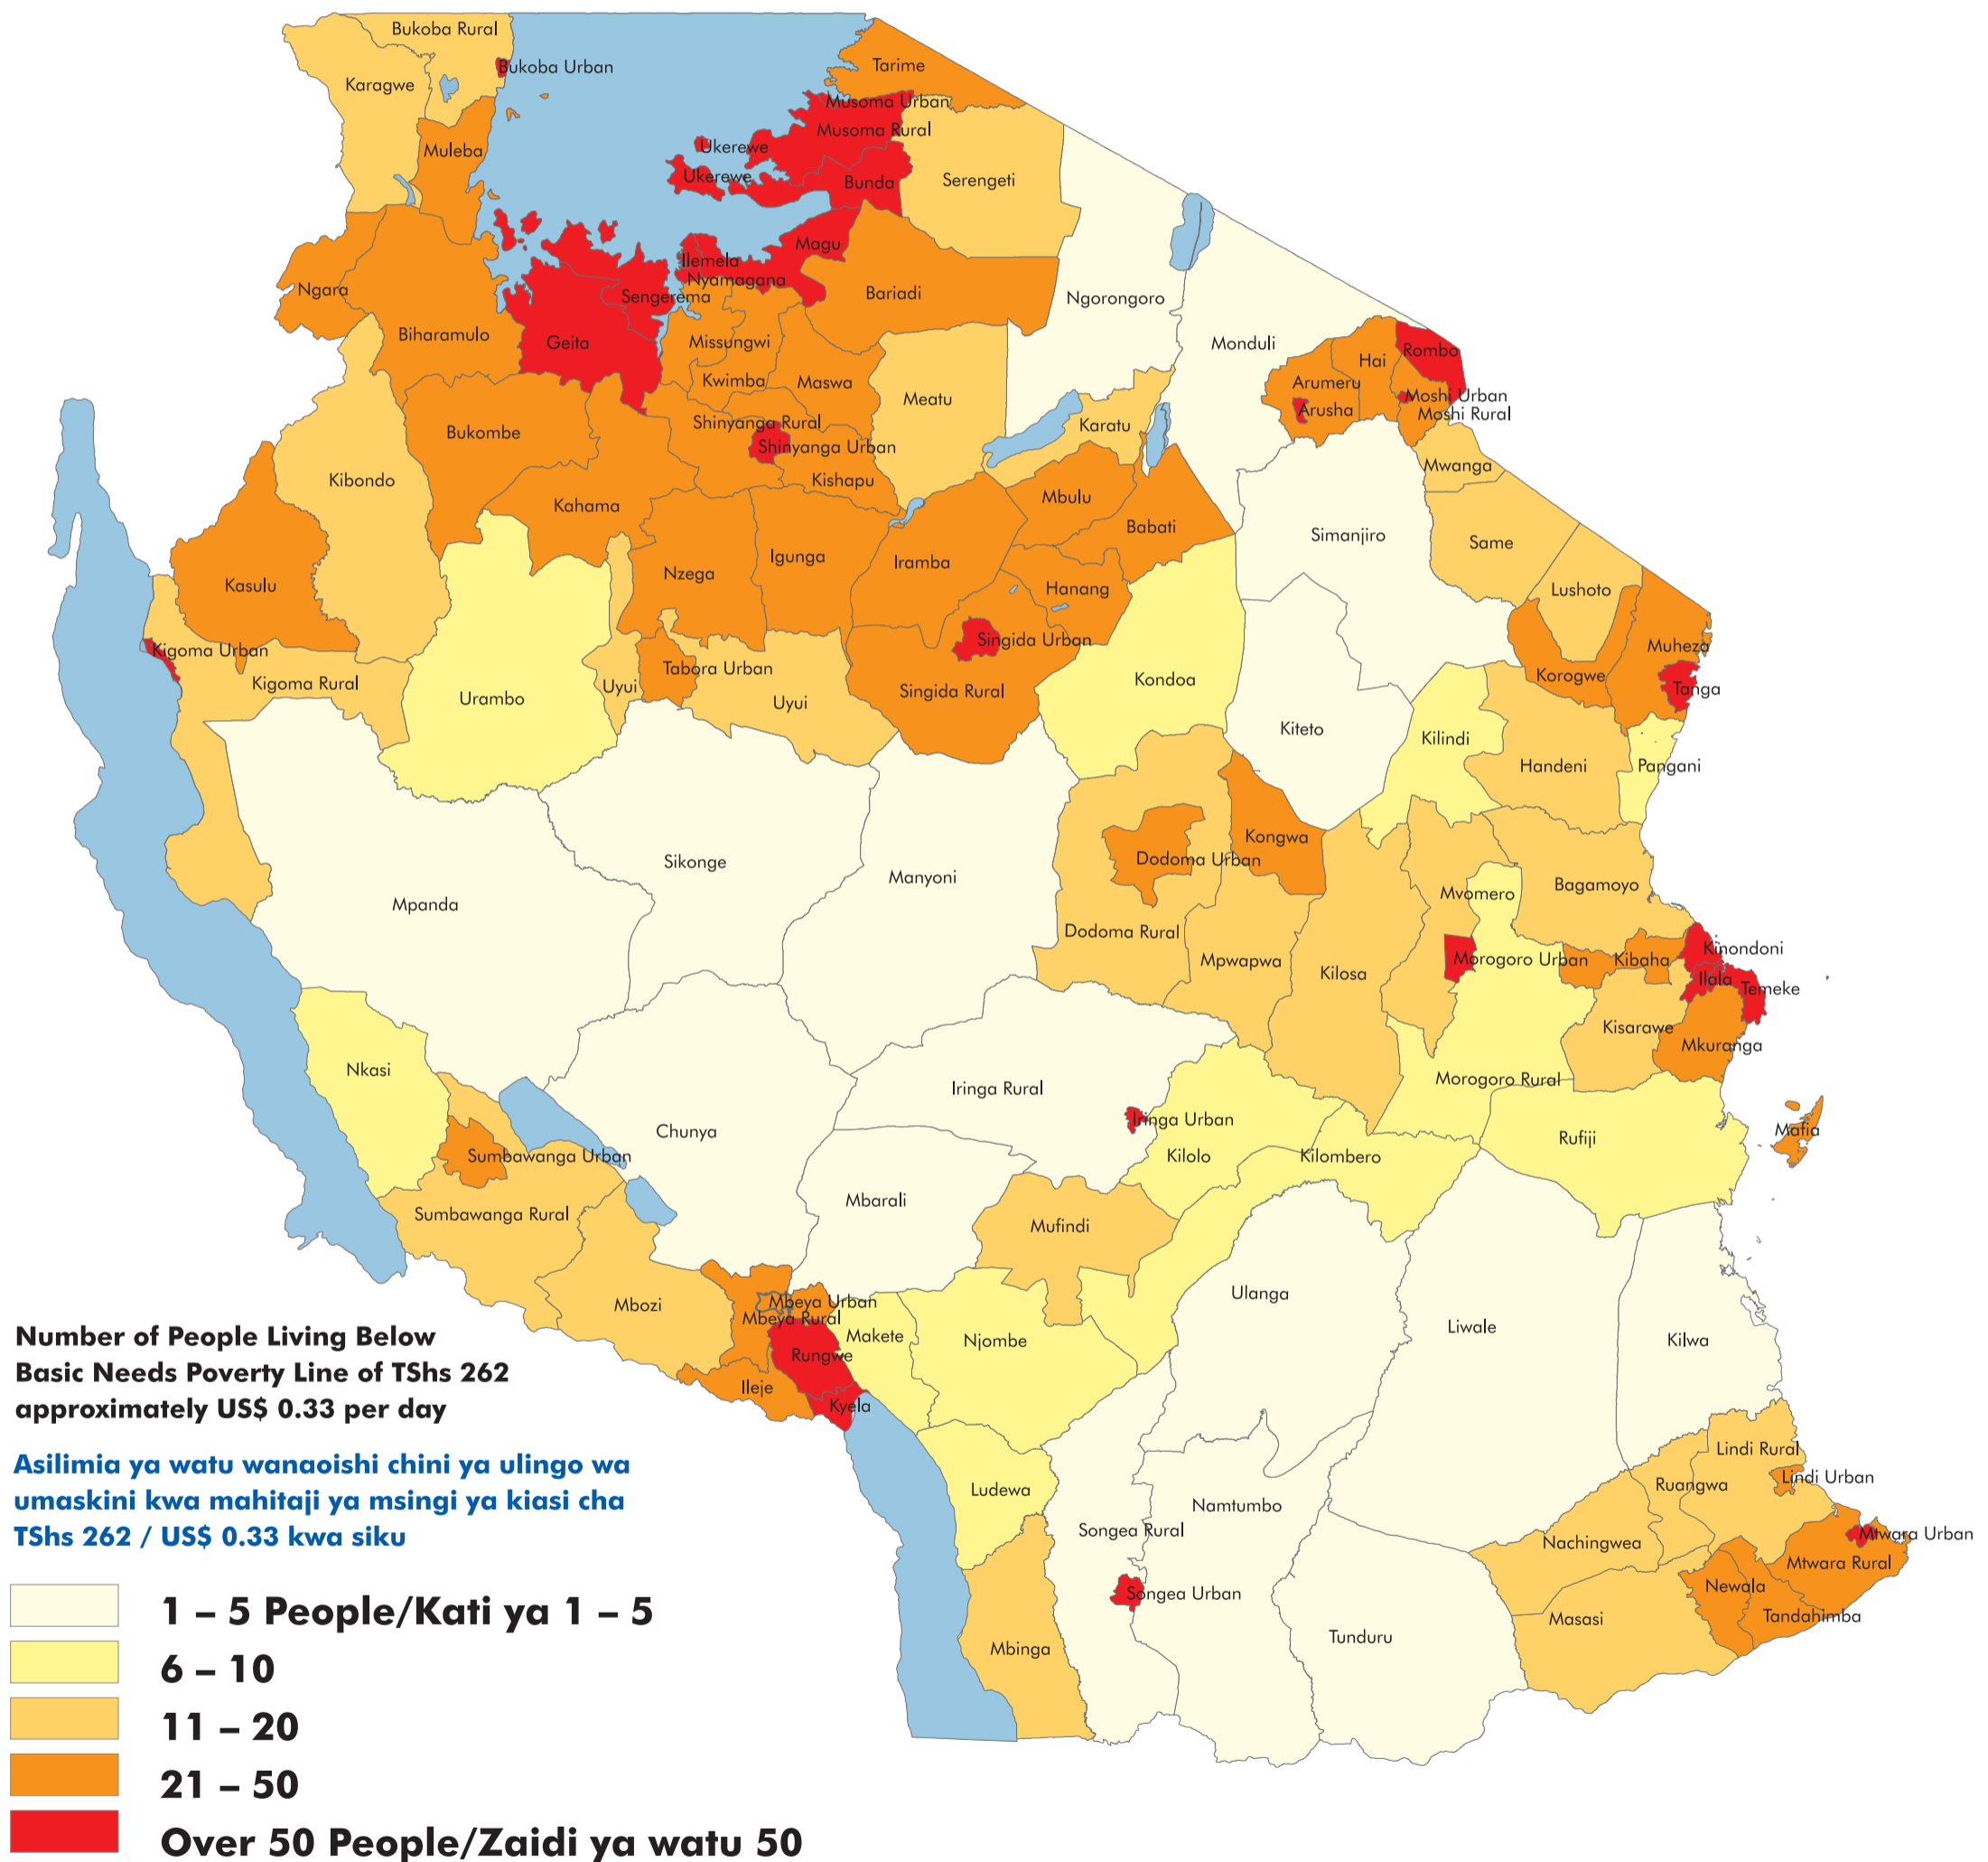 Bukoba Rural
Bukoba Urban
Karagwe
Tarime
Musoma Urban
Musoma Rural
Muleba
Ukerewe
Ukerewe
Bunda
Serengeti
Magu
Ilemela
Nyamagana
Sengerema
Ngara
Bariadi
Ngorongoro
Biharamulo
Geita
Missungwi
Monduli
Rombo
Hai
Kwimba
Maswa
Arumeru
Meatu
Moshi Urban
Arusha
Moshi Rural
Shinyanga Rural
Karatu
Bukombe
Shinyanga Urban
Mwanga
Kibondo
Kishapu
Mbulu
Kahama
Babati
Simanjiro
Same
Igunga
Iramba
Nzega
Kasulu
Hanang
Lushoto
Kigoma Urban
Singida Urban
Muheza
Tabora Urban
Korogwe
Kigoma Rural
Uyui
Kondoa
Tanga
Urambo
Singida Rural
Uyui
Kiteto
Kilindi
Handeni
Pangani
Kongwa
Sikonge
Dodoma Urban
Manyoni
Bagamoyo
Mvomero
Mpanda
Dodoma Rural
Kinondoni
Mpwapwa
Morogoro Urban
Kibaha
Kilosa
Ilala
Temeke
Kisarawe
Mkuranga
Nkasi
Morogoro Rural
Iringa Rural
Iringa Urban
Chunya
Mafia
Rufiji
Sumbawanga Urban
Kilolo
Kilombero
Mbarali
Sumbawanga Rural
Mufindi
Ulanga
Mbeya Urban
Mbozi
Mbeya Rural
Liwale
Makete
Njombe
Kilwa
Rungwe
Ileje
Kyela
Lindi Rural
Lindi Urban
Ruangwa
Ludewa
Namtumbo
Songea Rural
Mtwara Urban
Nachingwea
Mtwara Rural
Newala
Songea Urban
Tandahimba
Masasi
Tunduru
Mbinga
Number of People Living Below
Basic Needs Poverty Line of TShs 262
approximately US$ 0.33 per day
Asilimia ya watu wanaoishi chini ya ulingo wa
umaskini kwa mahitaji ya msingi ya kiasi cha
TShs 262 / US$ 0.33 kwa siku
1 – 5 People/Kati ya 1 – 5
6 – 10
11 – 20
21 – 50
Over 50 People/Zaidi ya watu 50